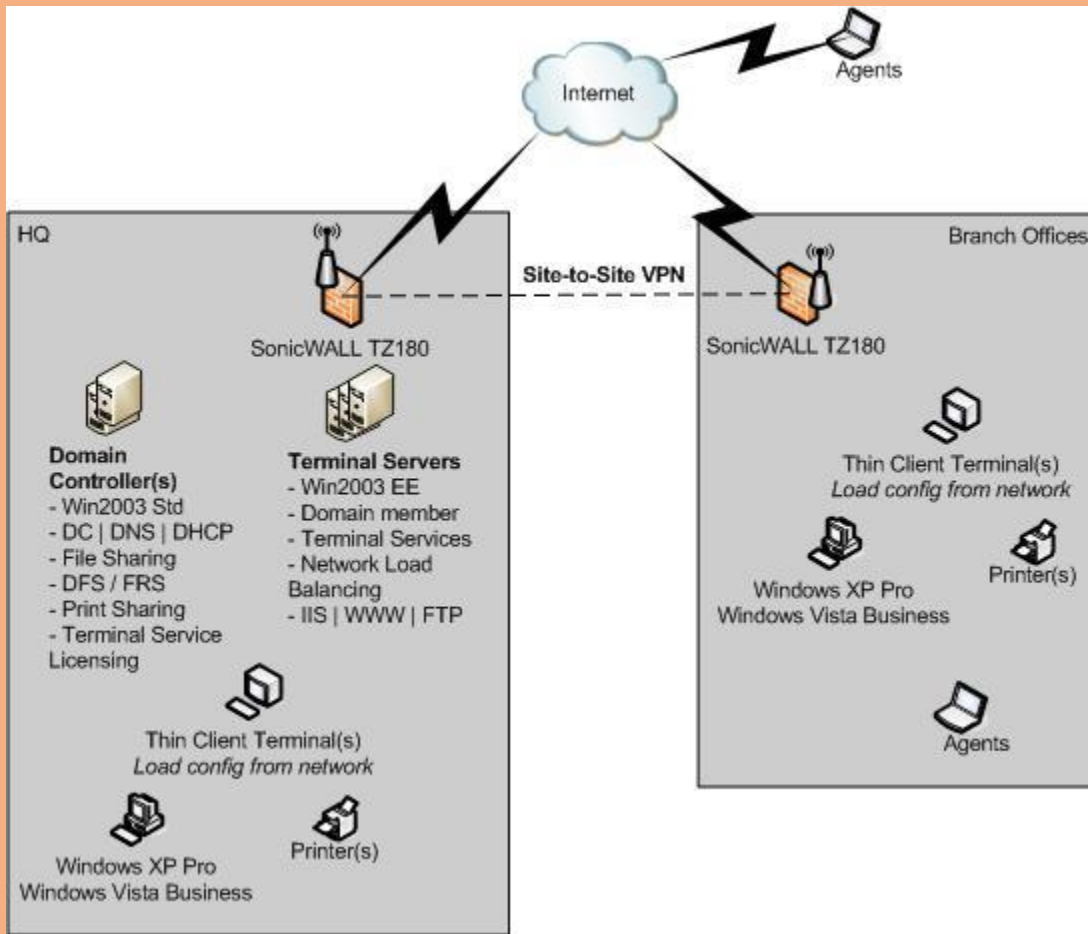 Internet
Agents
HQ
SonicWALL TZ180
Site-to-Site VPN
Branch Offices
SonicWALL TZ180
Domain
Controller(s)
- Win2003 Std
- DC | DNS | DHCP
- File Sharing
- DFS / FRS
- Print Sharing
- Terminal Service
Licensing
Terminal Servers
- Win2003 EE
- Domain member
- Terminal Services
- Network Load
Balancing
- IIS | WWW | FTP
Thin Client Terminal(s)
Load config from network
Windows XP Pro
Windows Vista Business
Printer(s)
Thin Client Terminal(s)
Load config from network
Windows XP Pro
Windows Vista Business
Printer(s)
Agents